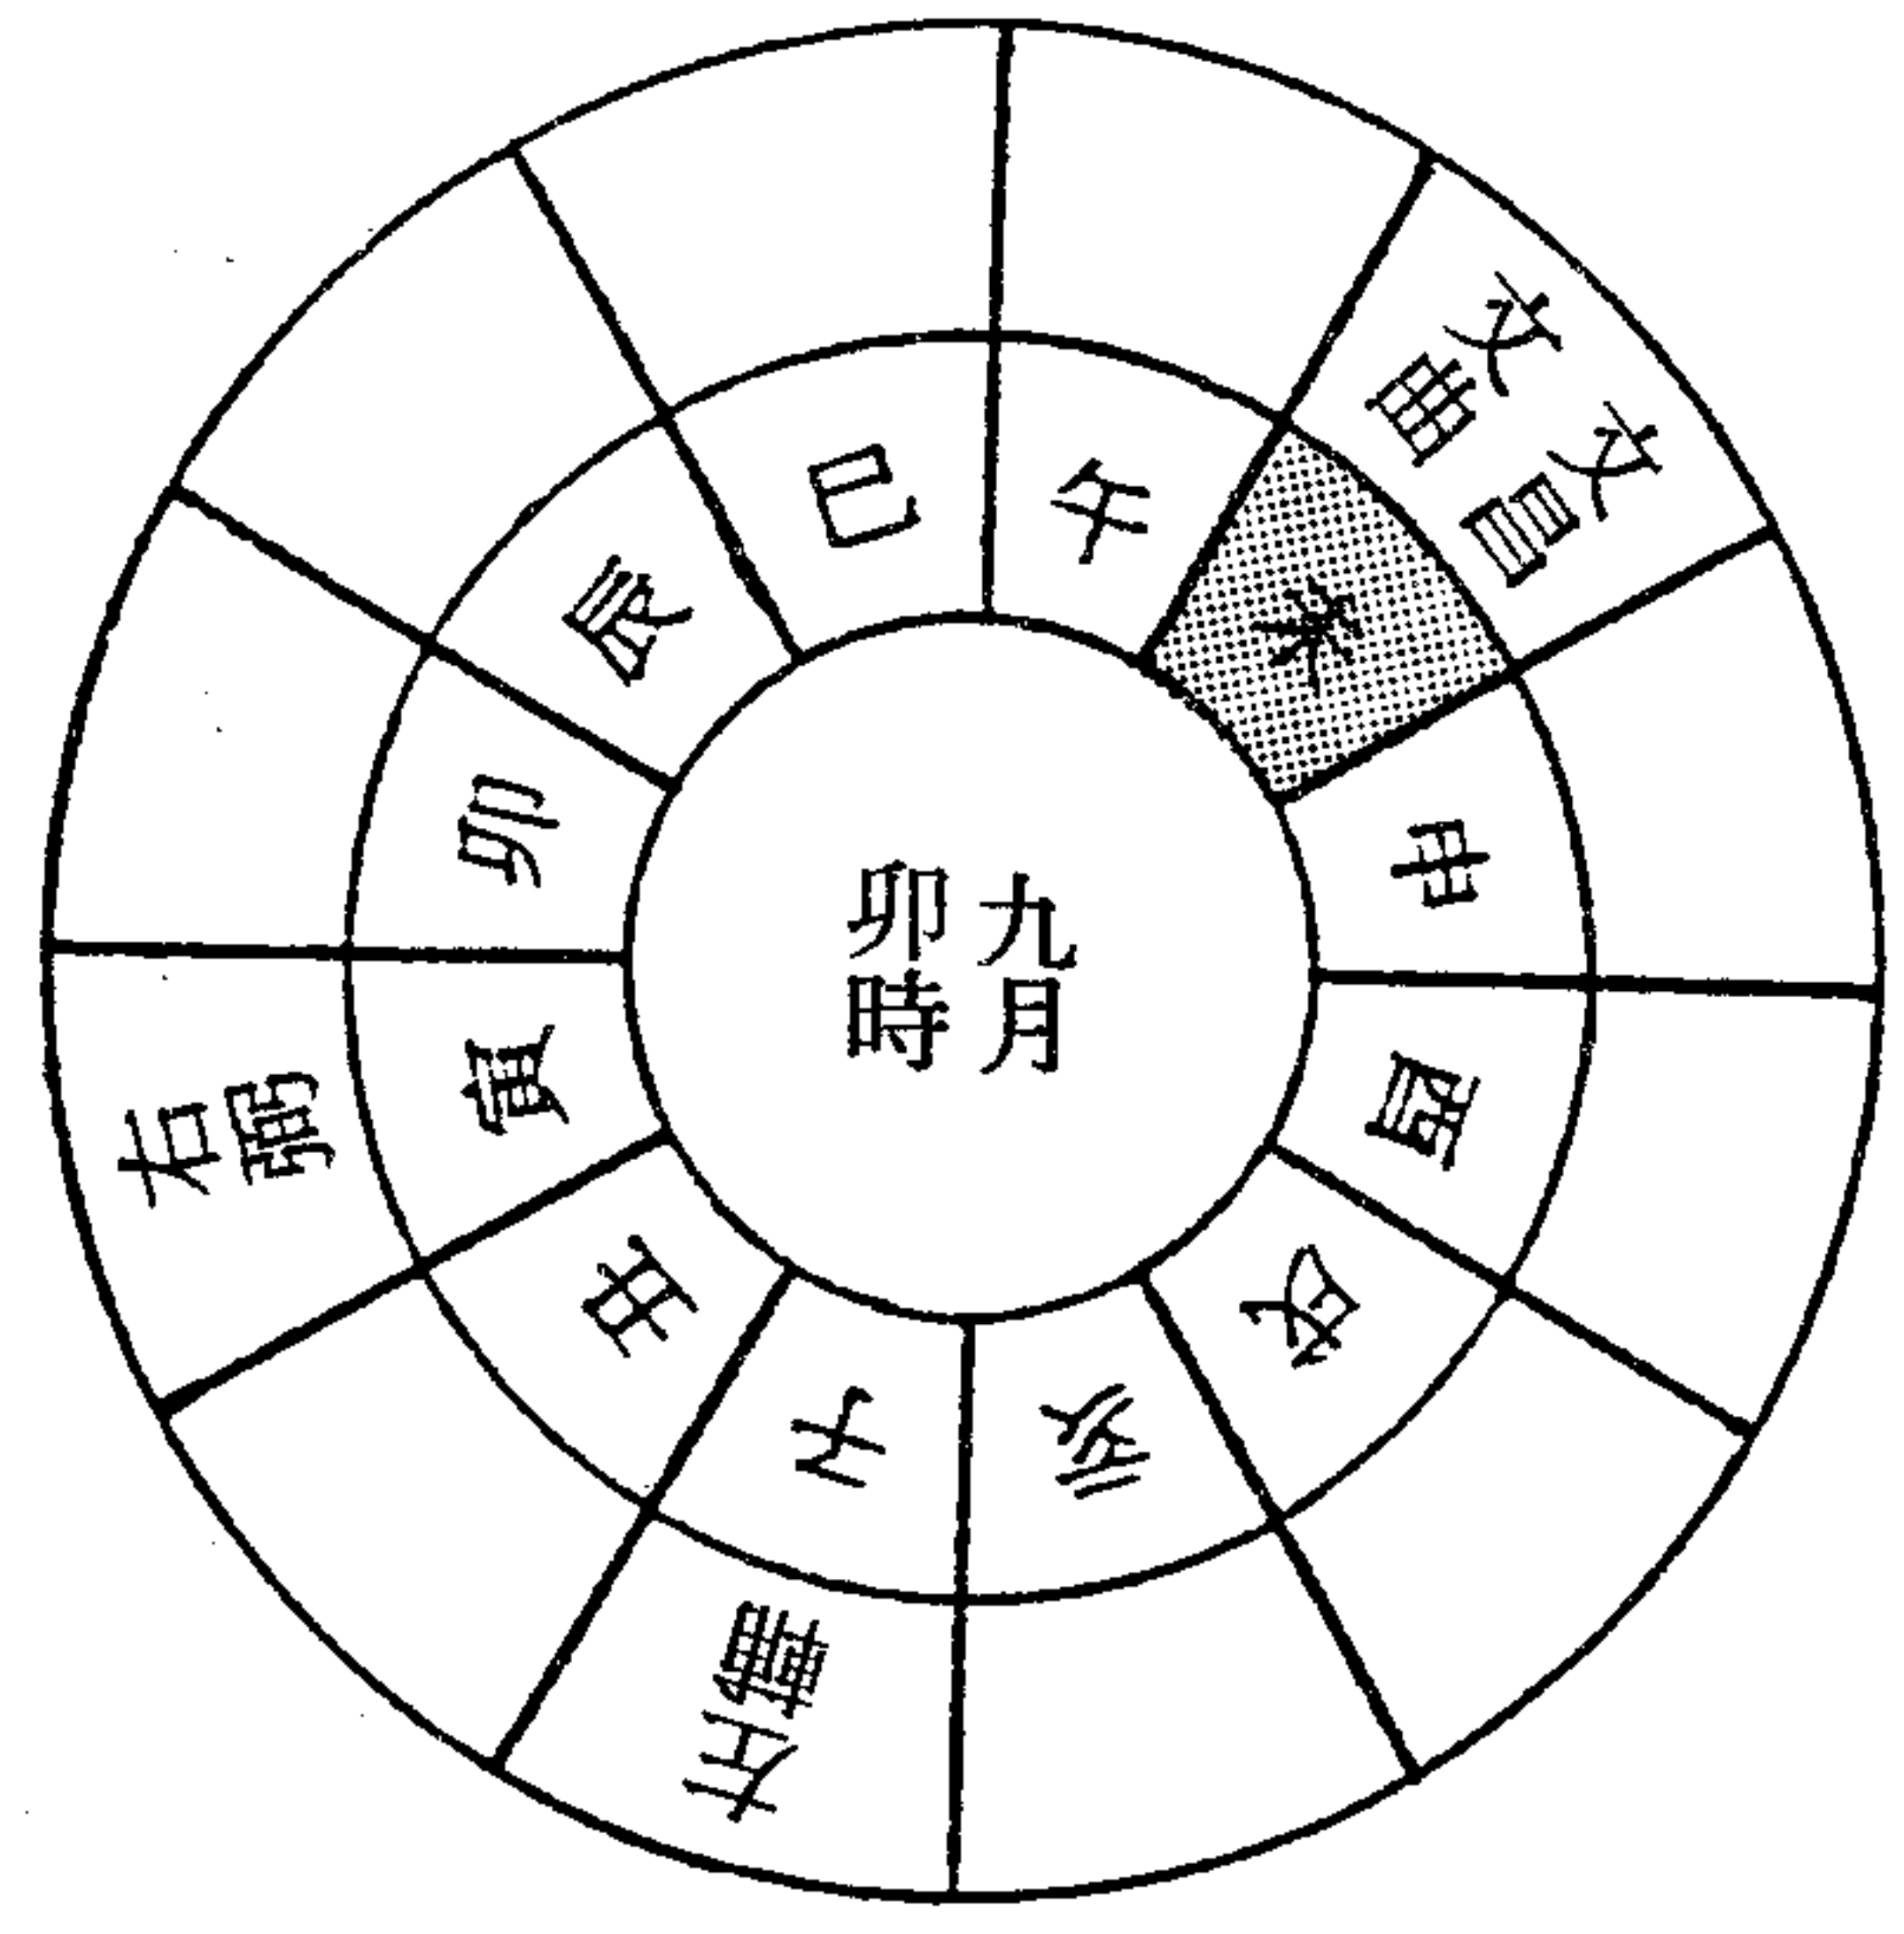 九月
卯時
子
丑
寅
卯
辰
巳
午
未
申
酉
戌
亥
文曲
文昌
右弼
左輔